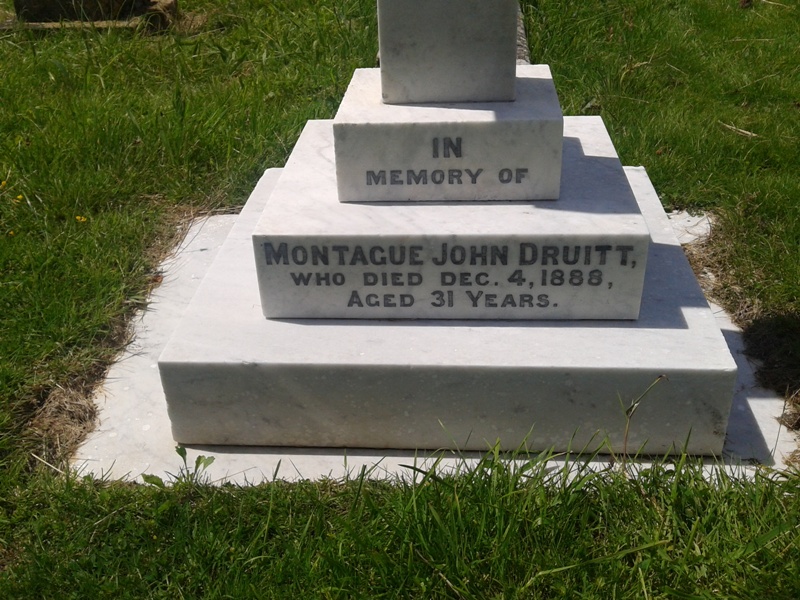 IN
MEMORY OF
MONTAGUE JOHN DRUITT,
WHO DIED DEC. 4, 1888,
AGED 31 YEARS.